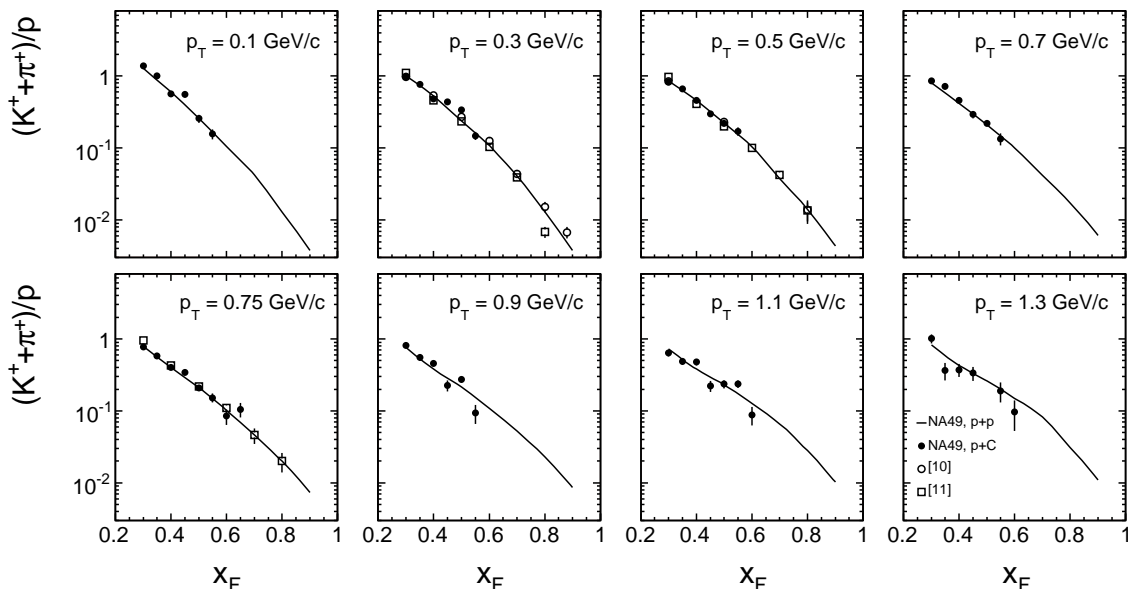 (K⁺+π⁺)/p
p_T = 0.1 GeV/c
p_T = 0.3 GeV/c
p_T = 0.5 GeV/c
p_T = 0.7 GeV/c
1
10⁻¹
10⁻²
(K⁺+π⁺)/p
p_T = 0.75 GeV/c
p_T = 0.9 GeV/c
p_T = 1.1 GeV/c
p_T = 1.3 GeV/c
1
10⁻¹
10⁻²
NA49, p+p
NA49, p+C
[10]
[11]
0.2 0.4 0.6 0.8 1
0.2 0.4 0.6 0.8 1
0.2 0.4 0.6 0.8 1
0.2 0.4 0.6 0.8 1
x_F
x_F
x_F
x_F